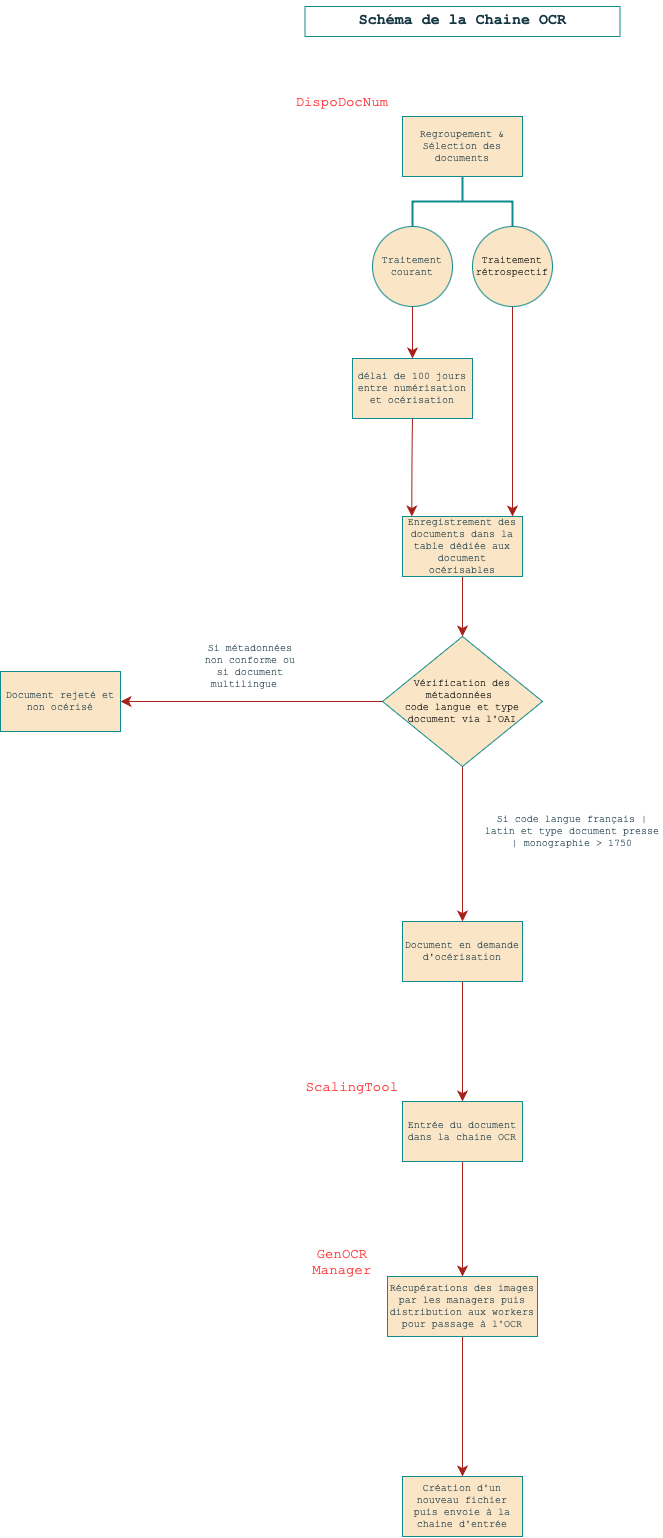 Schéma de la Chaine OCR
DispoDocNum
Regroupement &
Sélection des
documents
Traitement
courant
Traitement
rétrospectif
délai de 100 jours
entre numérisation
et océrisation
Enregistrement des
documents dans la
table dédiée aux
document
océrisables
Si métadonnées
non conforme ou
si document
multilingue
Document rejeté et
non océrisé
Vérification des
métadonnées
code langue et type
document via l'OAI
Si code langue français |
latin et type document presse
| monographie > 1750
Document en demande
d'océrisation
ScalingTool
Entrée du document
dans la chaine OCR
GenOCR
Manager
Récupérations des images
par les managers puis
distribution aux workers
pour passage à l'OCR
Création d'un
nouveau fichier
puis envoie à la
chaine d'entrée